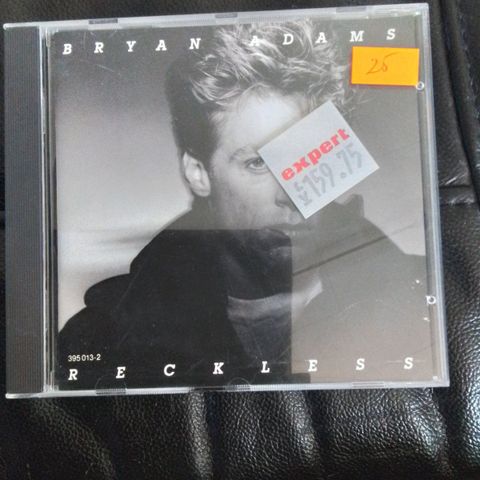 BRYAN ADAMS
25
expert
159.75
395 013-2
RECKLESS